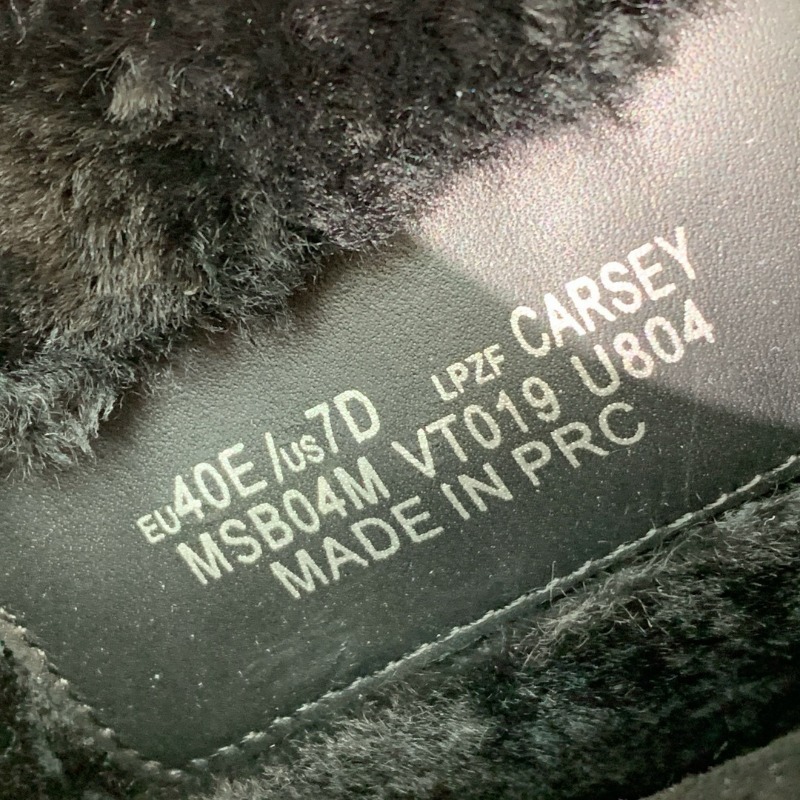 EU40E/US7D LPZF CARSEY
MSB04M VT019 U804
MADE IN PRC